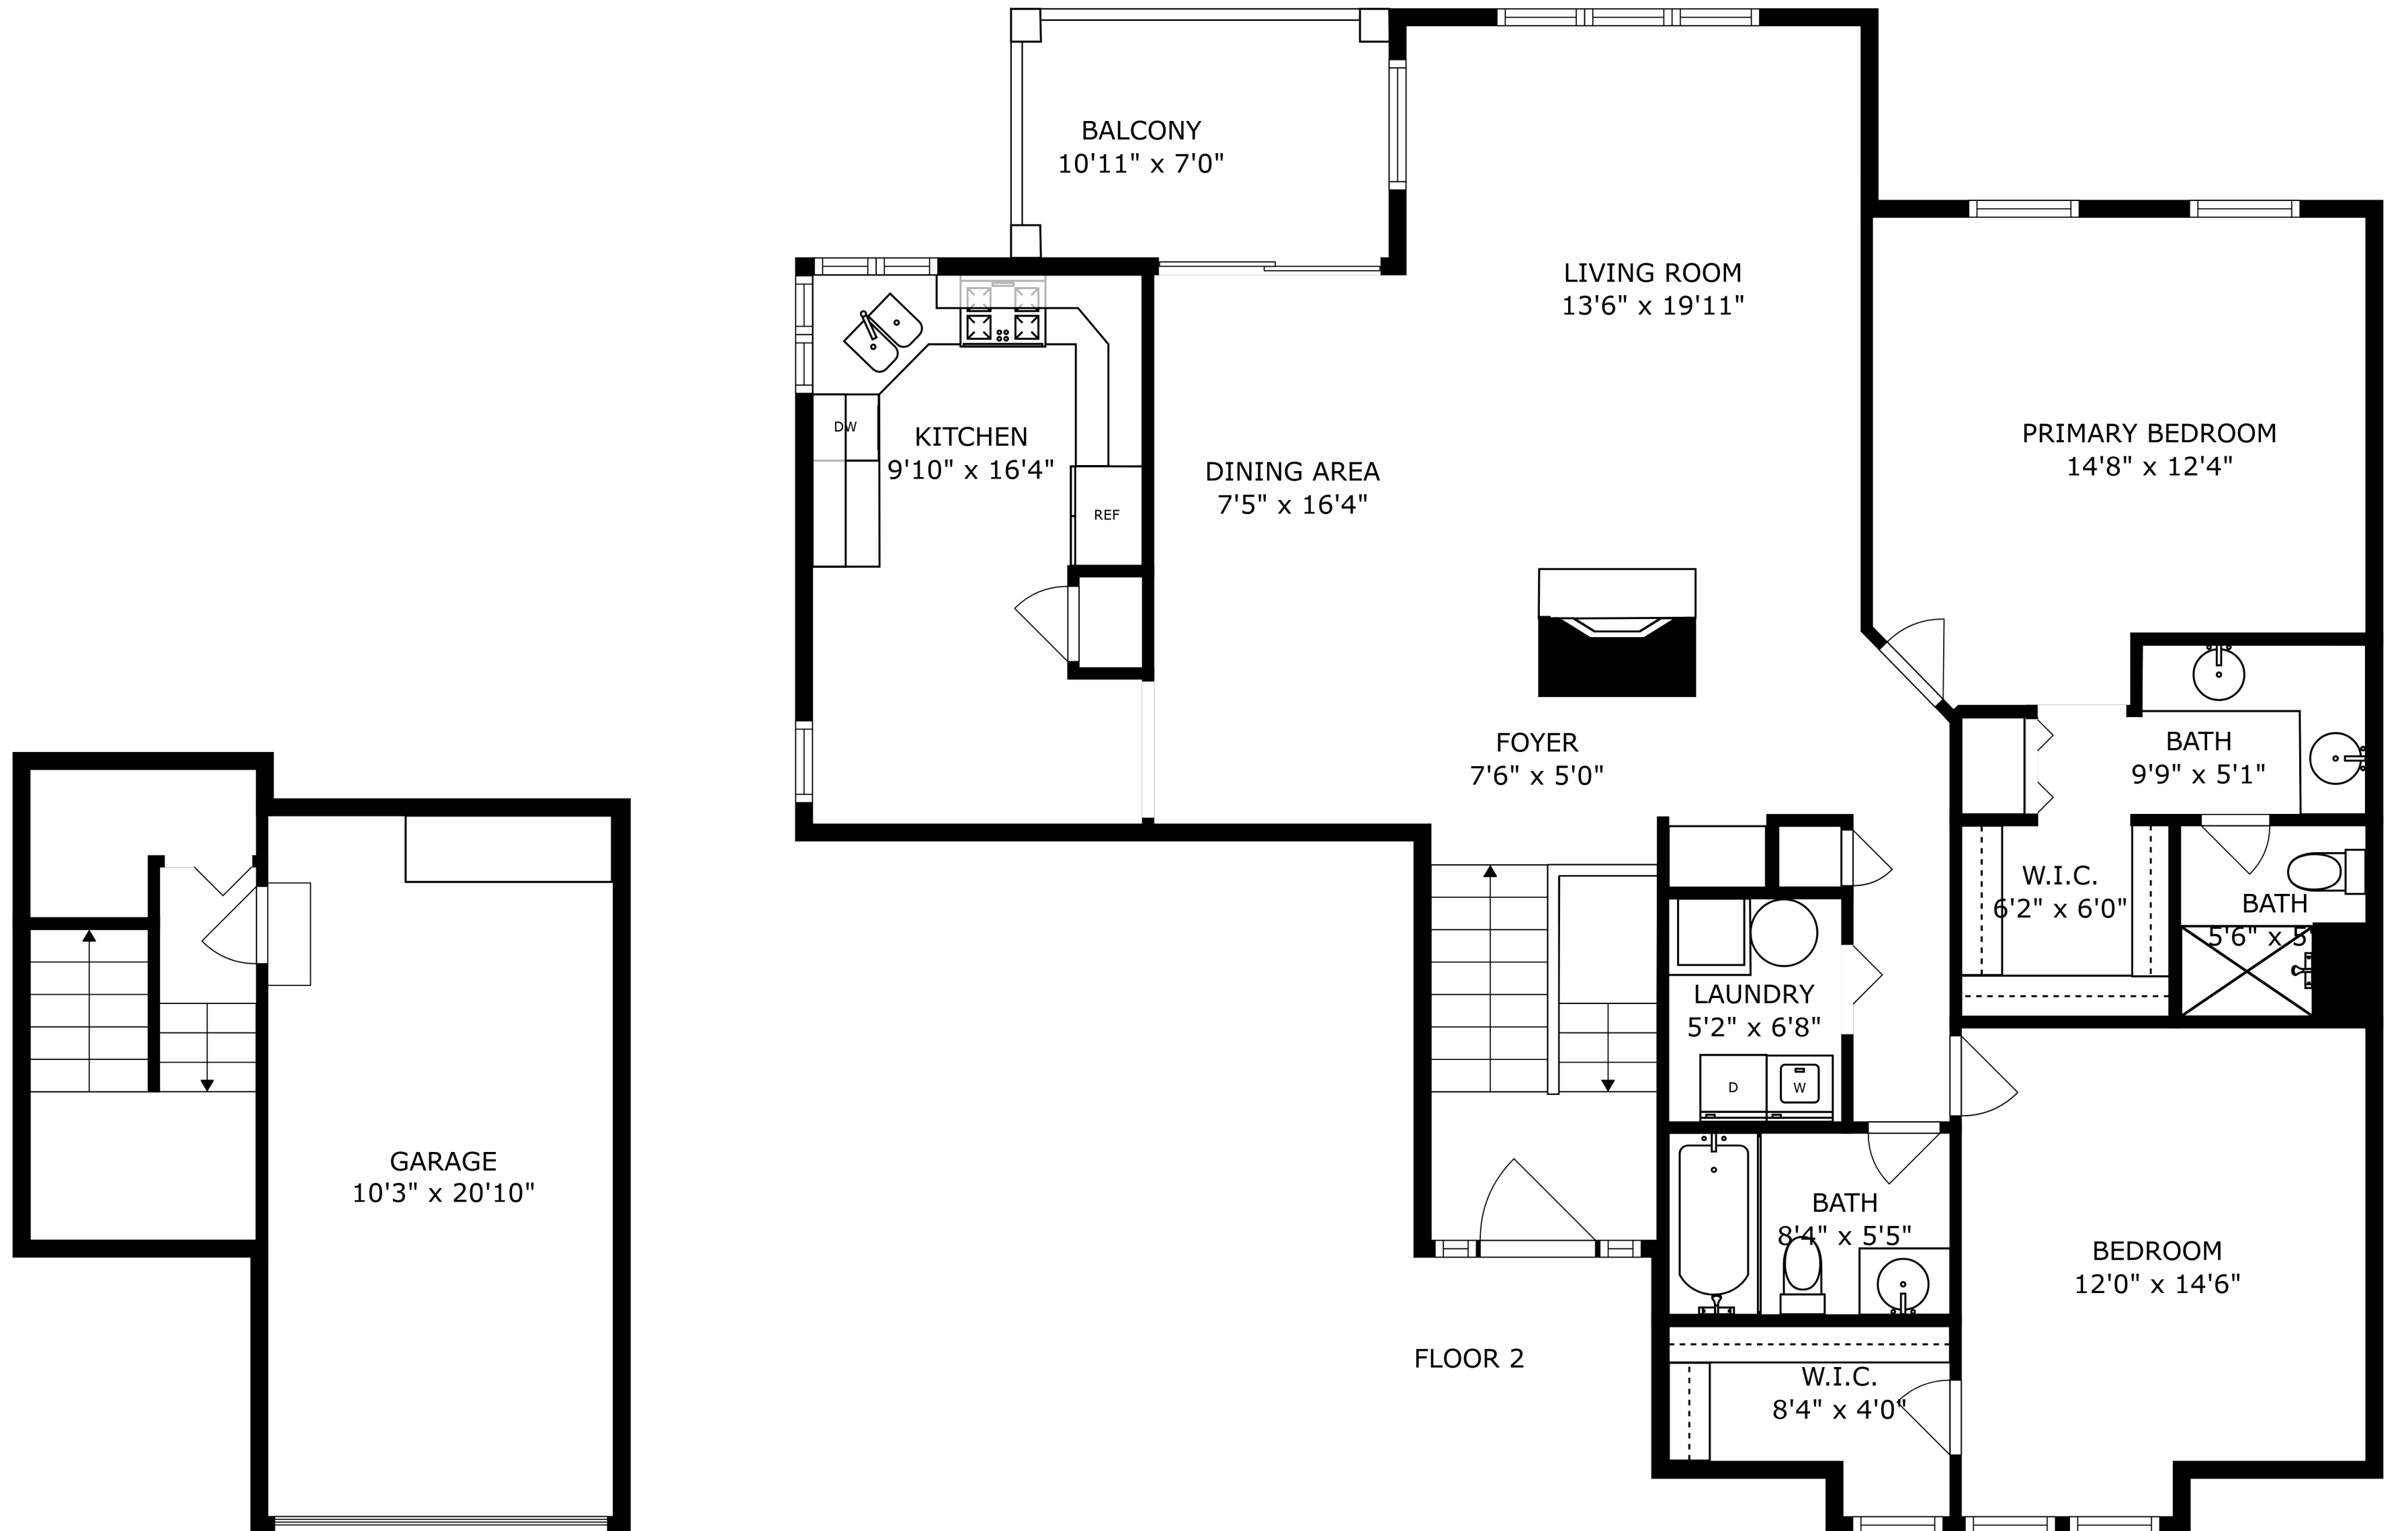 BALCONY
10'11" x 7'0"
LIVING ROOM
13'6" x 19'11"
KITCHEN
9'10" x 16'4"
DW
REF
DINING AREA
7'5" x 16'4"
PRIMARY BEDROOM
14'8" x 12'4"
FOYER
7'6" x 5'0"
BATH
9'9" x 5'1"
W.I.C.
6'2" x 6'0"
BATH
5'6" x 5'
LAUNDRY
5'2" x 6'8"
D
W
GARAGE
10'3" x 20'10"
BATH
8'4" x 5'5"
BEDROOM
12'0" x 14'6"
FLOOR 2
W.I.C.
8'4" x 4'0"